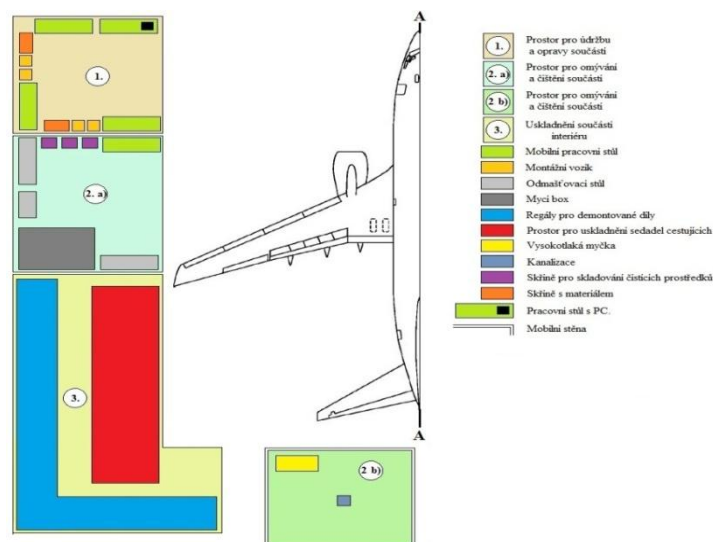 A
1.
2. a)
3.
2 b)
A
1. Prostor pro údržbu
a opravy součástí
2. a) Prostor pro omývání
a čištění součástí
2 b) Prostor pro omývání
a čištění součástí
3. Uskladnění součástí
interiéru
Mobilní pracovní stůl
Montážní vozík
Odmašťovací stůl
Mycí box
Regály pro demontované díly
Prostor pro uskladnění sedadel cestujících
Vysokotlaká myčka
Kanalizace
Skříně pro skladování čisticích prostředků
Skříně s materiálem
Pracovní stůl s PC.
Mobilní stěna